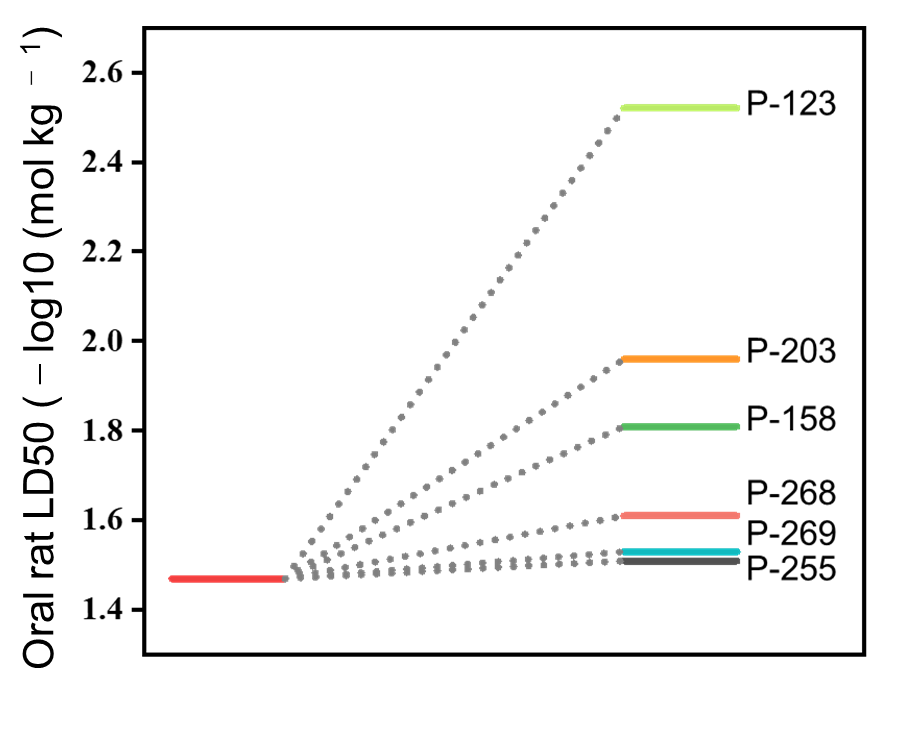 Oral rat LD50 ( − log10 (mol kg − 1)
2.6
2.4
2.2
2.0
1.8
1.6
1.4
P-123
P-203
P-158
P-268
P-269
P-255